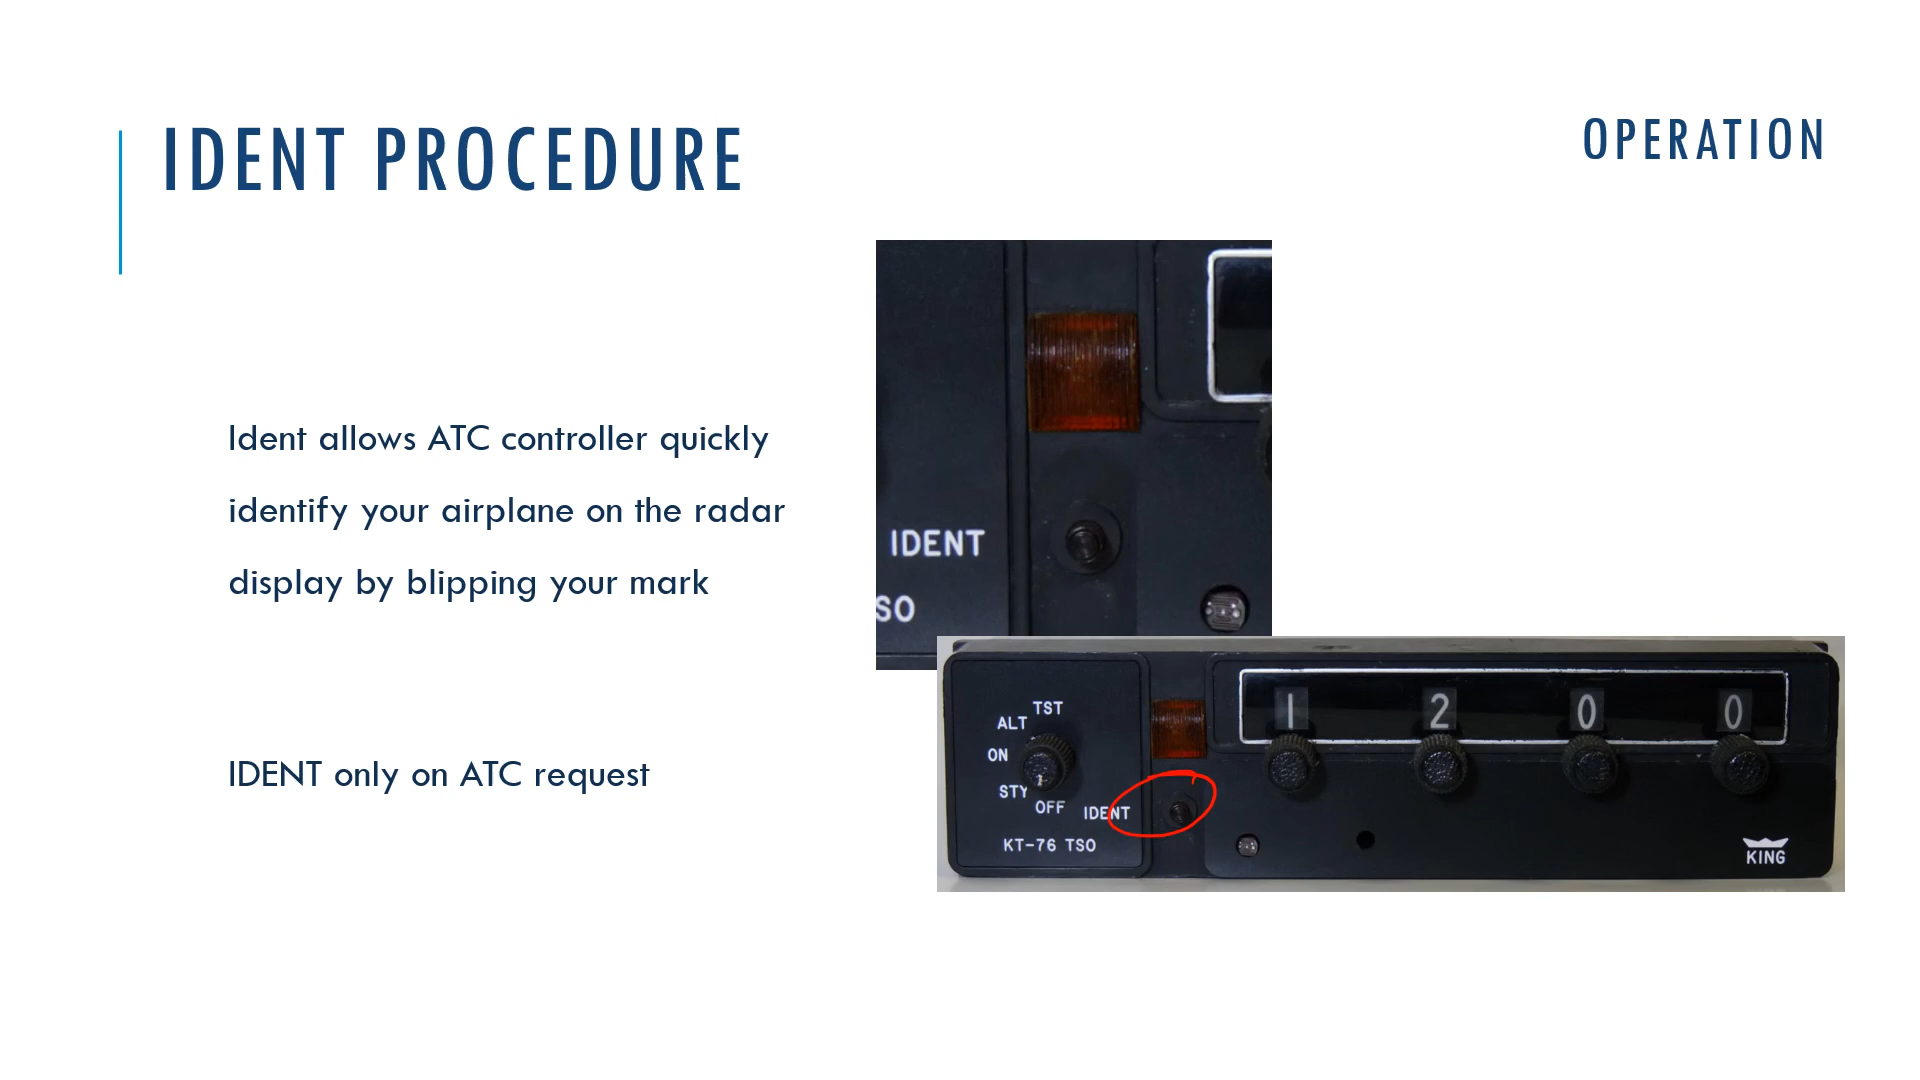 IDENT PROCEDURE
OPERATION
Ident allows ATC controller quickly
identify your airplane on the radar
display by blipping your mark
IDENT only on ATC request
IDENT
SO
TST
ALT
ON
STY
OFF
IDENT
KT-76 TSO
1 2 0 0
KING